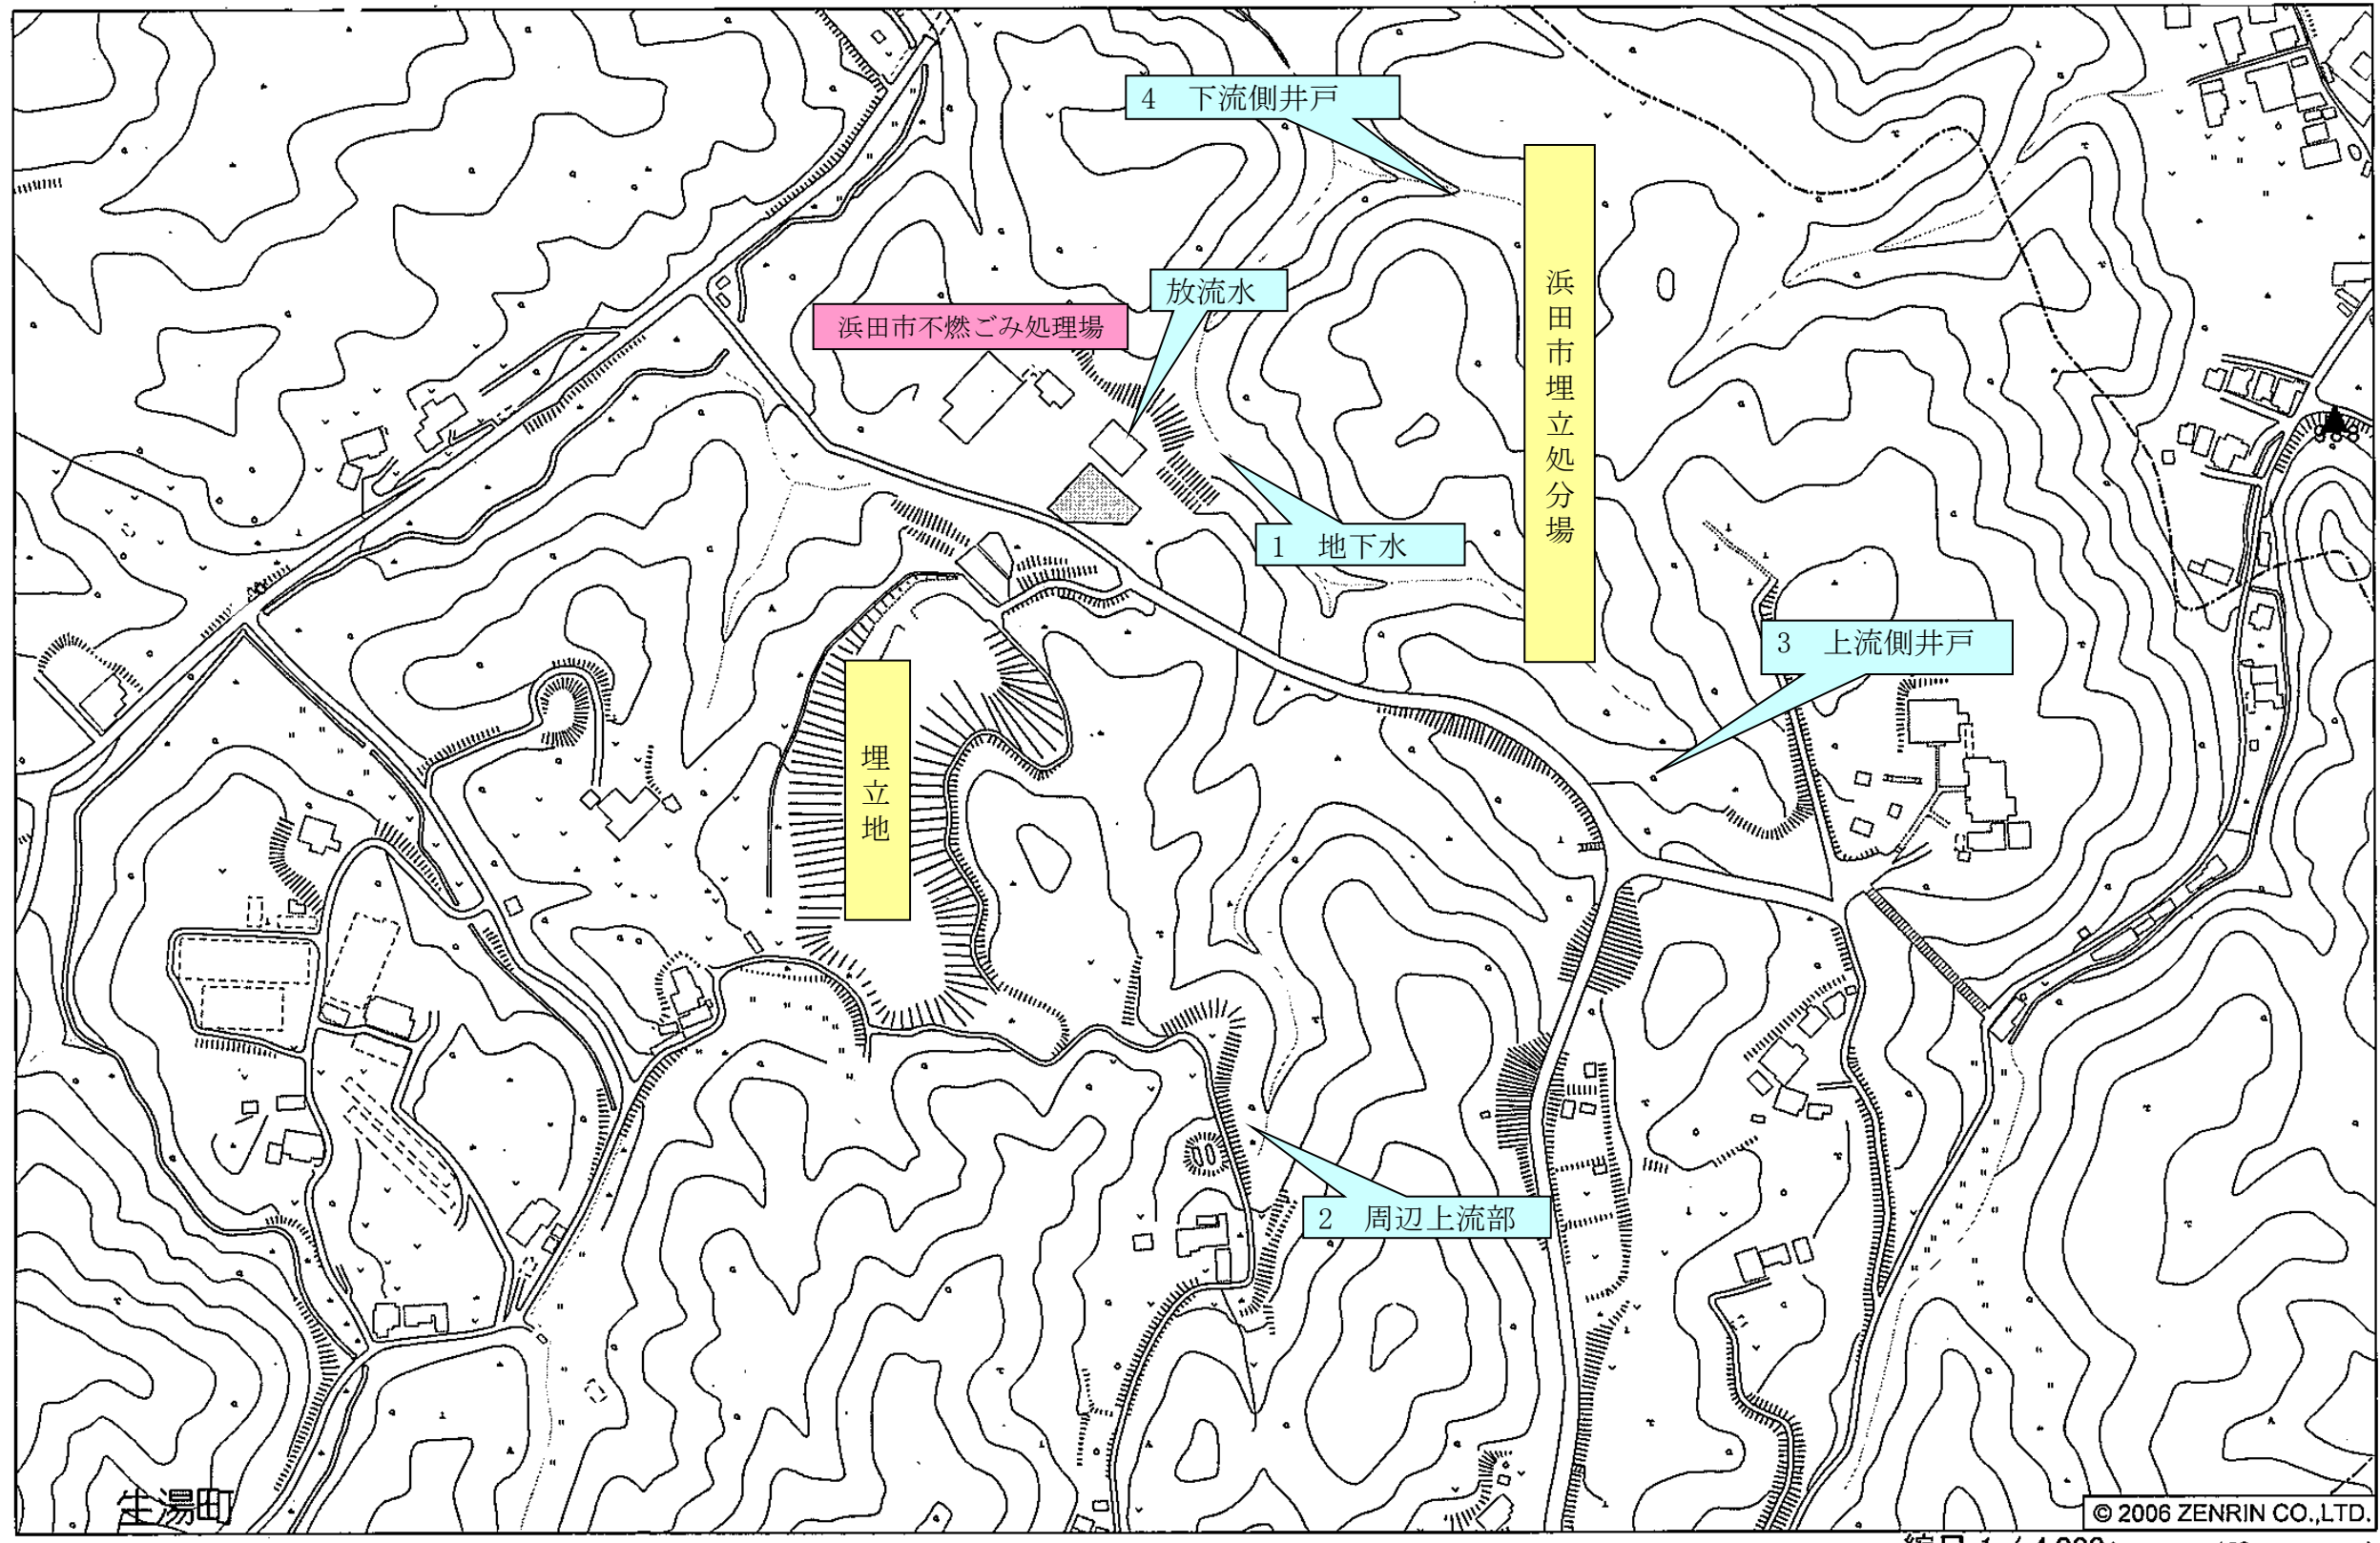 4 下流側井戸
放流水
浜田市不燃ごみ処理場
浜田市埋立処分場
1 地下水
3 上流側井戸
埋立地
2 周辺上流部
生湯町
© 2006 ZENRIN CO.,LTD.